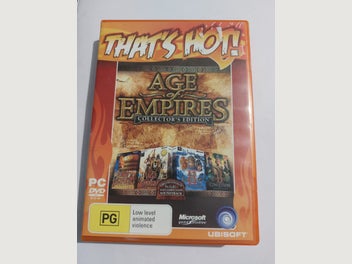 THAT'S HOT!
AGE
of
EMPIRES
COLLECTOR'S EDITION
PC
DVD
PG
Low level
animated
violence
Microsoft
UBISOFT